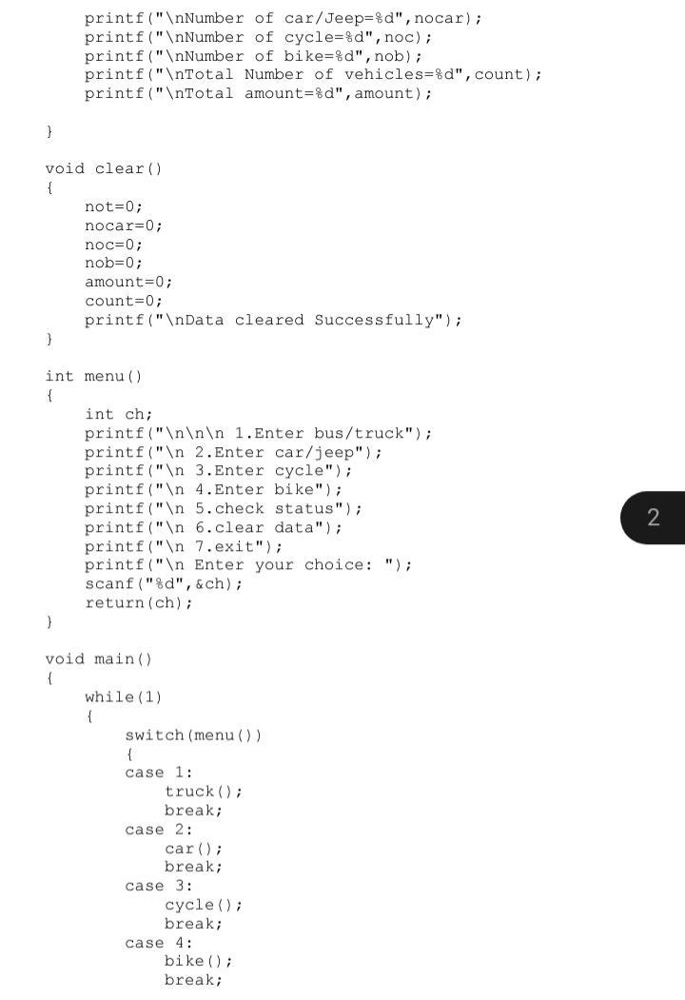 printf("\nNumber of car/Jeep=%d",nocar);
    printf("\nNumber of cycle=%d",noc);
    printf("\nNumber of bike=%d",nob);
    printf("\nTotal Number of vehicles=%d",count);
    printf("\nTotal amount=%d",amount);

}

void clear()
{
    not=0;
    nocar=0;
    noc=0;
    nob=0;
    amount=0;
    count=0;
    printf("\nData cleared Successfully");
}

int menu()
{
    int ch;
    printf("\n\n\n 1.Enter bus/truck");
    printf("\n 2.Enter car/jeep");
    printf("\n 3.Enter cycle");
    printf("\n 4.Enter bike");
    printf("\n 5.check status");
    printf("\n 6.clear data");
    printf("\n 7.exit");
    printf("\n Enter your choice: ");
    scanf("%d",&ch);
    return(ch);
}

void main()
{
    while(1)
    {
        switch(menu())
        {
        case 1:
            truck();
            break;
        case 2:
            car();
            break;
        case 3:
            cycle();
            break;
        case 4:
            bike();
            break;
2